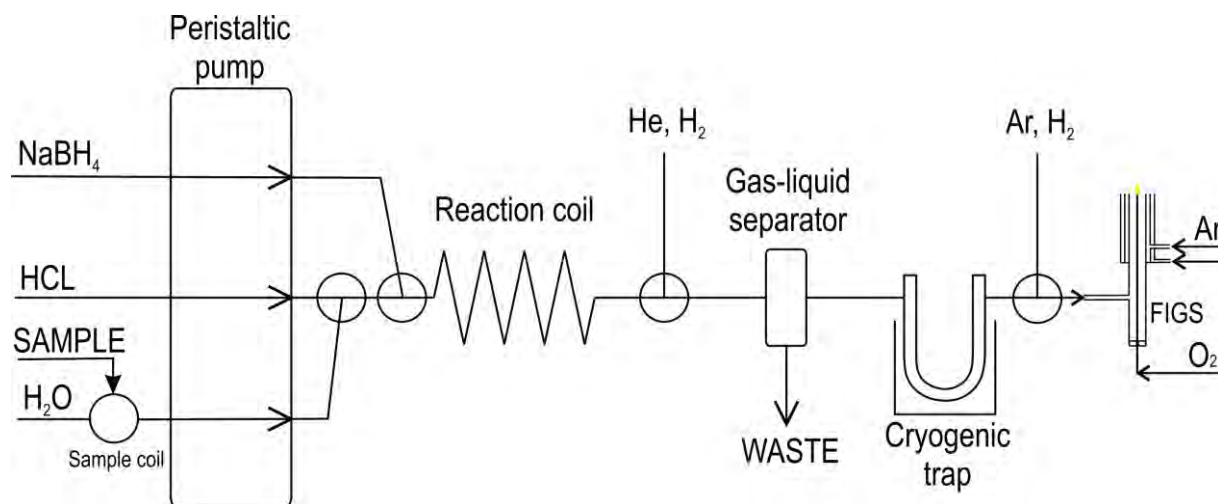 Peristaltic
pump
NaBH₄
HCL
SAMPLE
H₂O
Sample coil
Reaction coil
He, H₂
Gas-liquid
separator
WASTE
Cryogenic
trap
Ar, H₂
Ar
FIGS
O₂